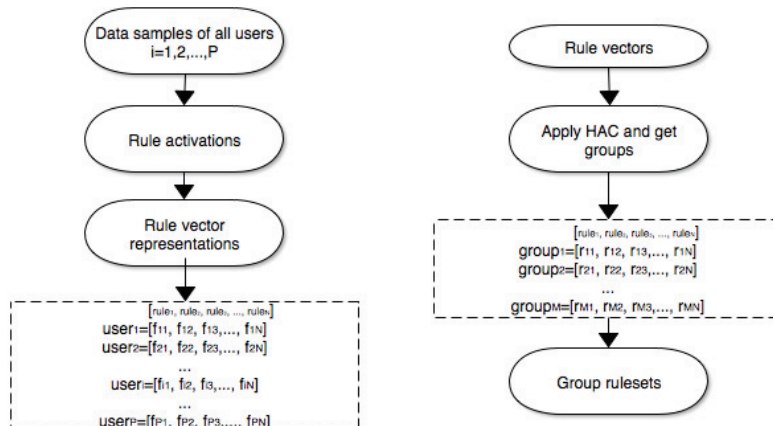 Data samples of all users
i=1,2,...,P
Rule activations
Rule vector
representations
[rule₁, rule₂, rule₃, ..., ruleN]
user₁=[f₁₁, f₁₂, f₁₃,..., f₁N]
user₂=[f₂₁, f₂₂, f₂₃,..., f₂N]
...
userᵢ=[fᵢ₁, fᵢ₂, fᵢ₃,..., fᵢN]
...
userP=[fP1, fP2, fP3,..., fPN]
Rule vectors
Apply HAC and get
groups
[rule₁, rule₂, rule₃, ..., ruleN]
group₁=[r₁₁, r₁₂, r₁₃,..., r₁N]
group₂=[r₂₁, r₂₂, r₂₃,..., r₂N]
...
groupM=[rM1, rM2, rM3,..., rMN]
Group rulesets